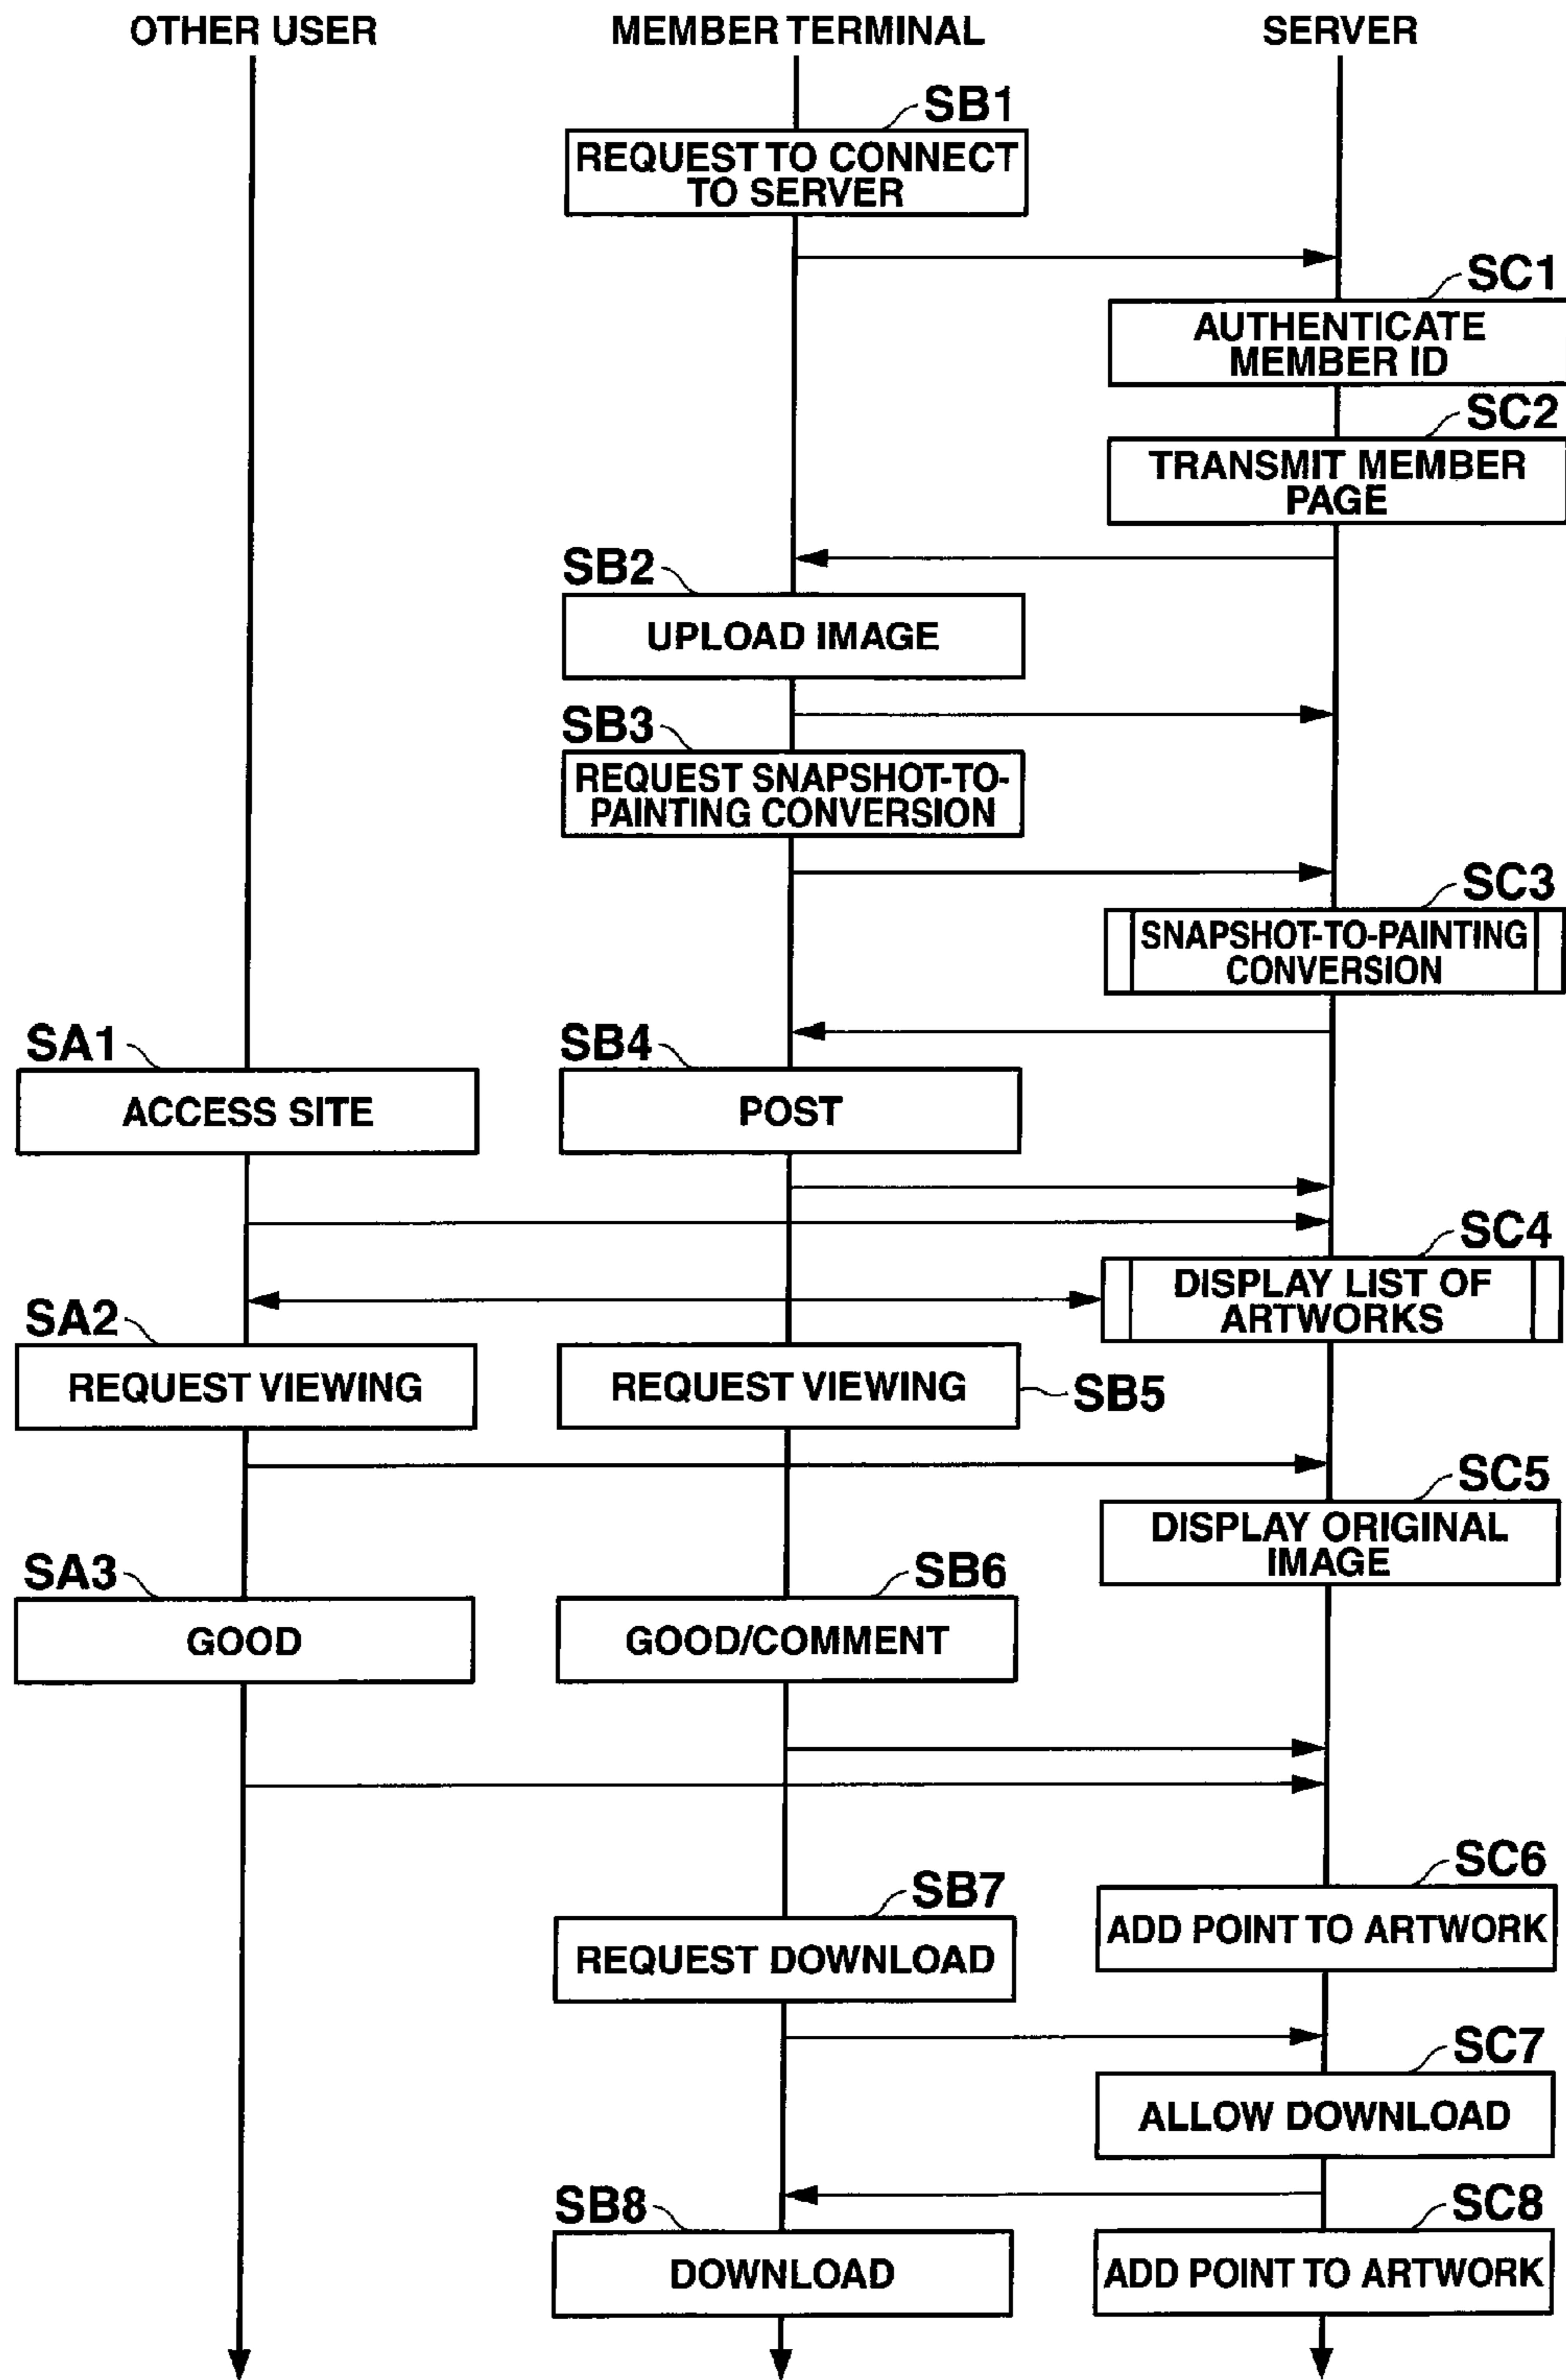 OTHER USER
MEMBER TERMINAL
SERVER
SB1
REQUEST TO CONNECT
TO SERVER
SC1
AUTHENTICATE
MEMBER ID
SC2
TRANSMIT MEMBER
PAGE
SB2
UPLOAD IMAGE
SB3
REQUEST SNAPSHOT-TO-
PAINTING CONVERSION
SC3
SNAPSHOT-TO-PAINTING
CONVERSION
SA1
ACCESS SITE
SB4
POST
SC4
DISPLAY LIST OF
ARTWORKS
SA2
REQUEST VIEWING
REQUEST VIEWING
SB5
SC5
DISPLAY ORIGINAL
IMAGE
SA3
GOOD
SB6
GOOD/COMMENT
SC6
ADD POINT TO ARTWORK
SB7
REQUEST DOWNLOAD
SC7
ALLOW DOWNLOAD
SB8
DOWNLOAD
SC8
ADD POINT TO ARTWORK